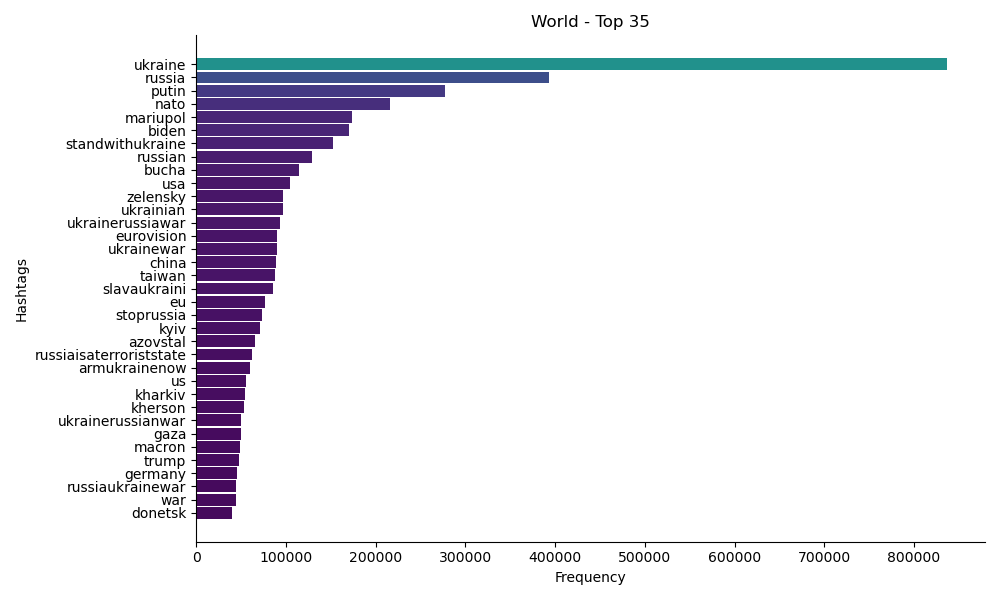 World - Top 35
Hashtags
ukraine
russia
putin
nato
mariupol
biden
standwithukraine
russian
bucha
usa
zelensky
ukrainian
ukrainerussiawar
eurovision
ukrainewar
china
taiwan
slavaukraini
eu
stoprussia
kyiv
azovstal
russiaisaterroriststate
armukrainenow
us
kharkiv
kherson
ukrainerussianwar
gaza
macron
trump
germany
russiaukrainewar
war
donetsk
0 100000 200000 300000 400000 500000 600000 700000 800000
Frequency